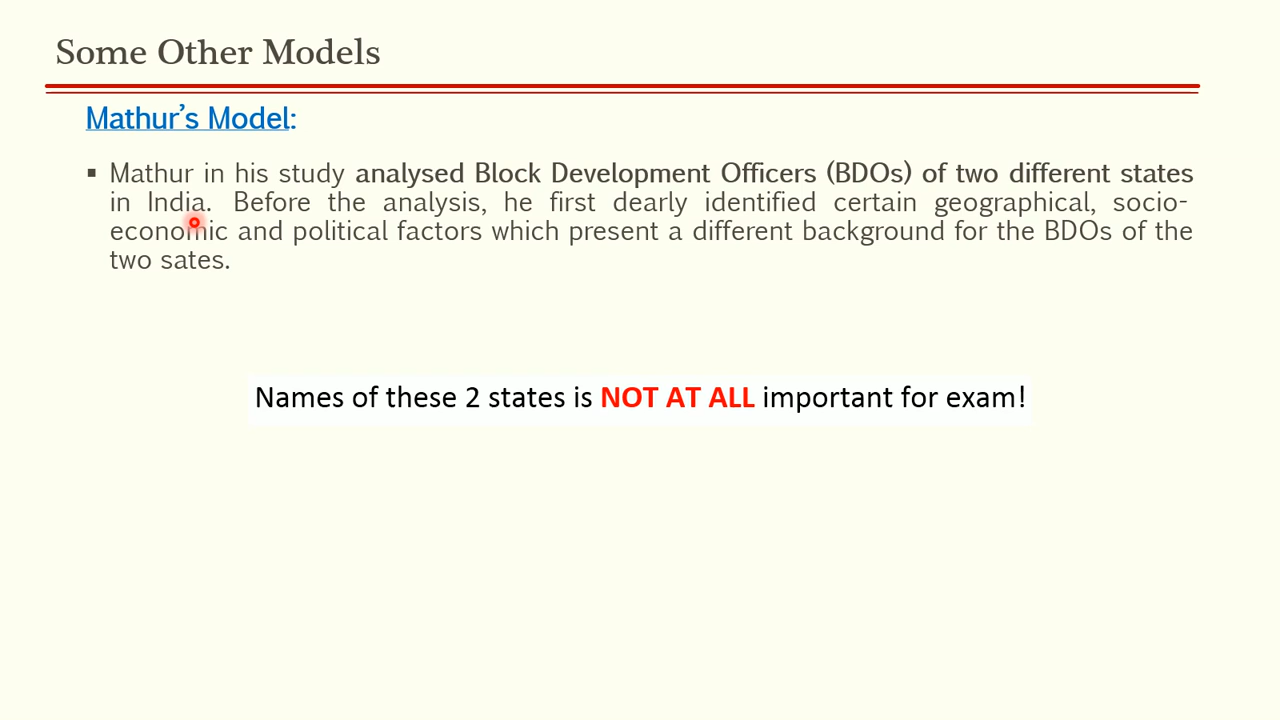 Some Other Models
Mathur's Model:
▪ Mathur in his study analysed Block Development Officers (BDOs) of two different states
in India. Before the analysis, he first dearly identified certain geographical, socio-
economic and political factors which present a different background for the BDOs of the
two sates.
Names of these 2 states is NOT AT ALL important for exam!